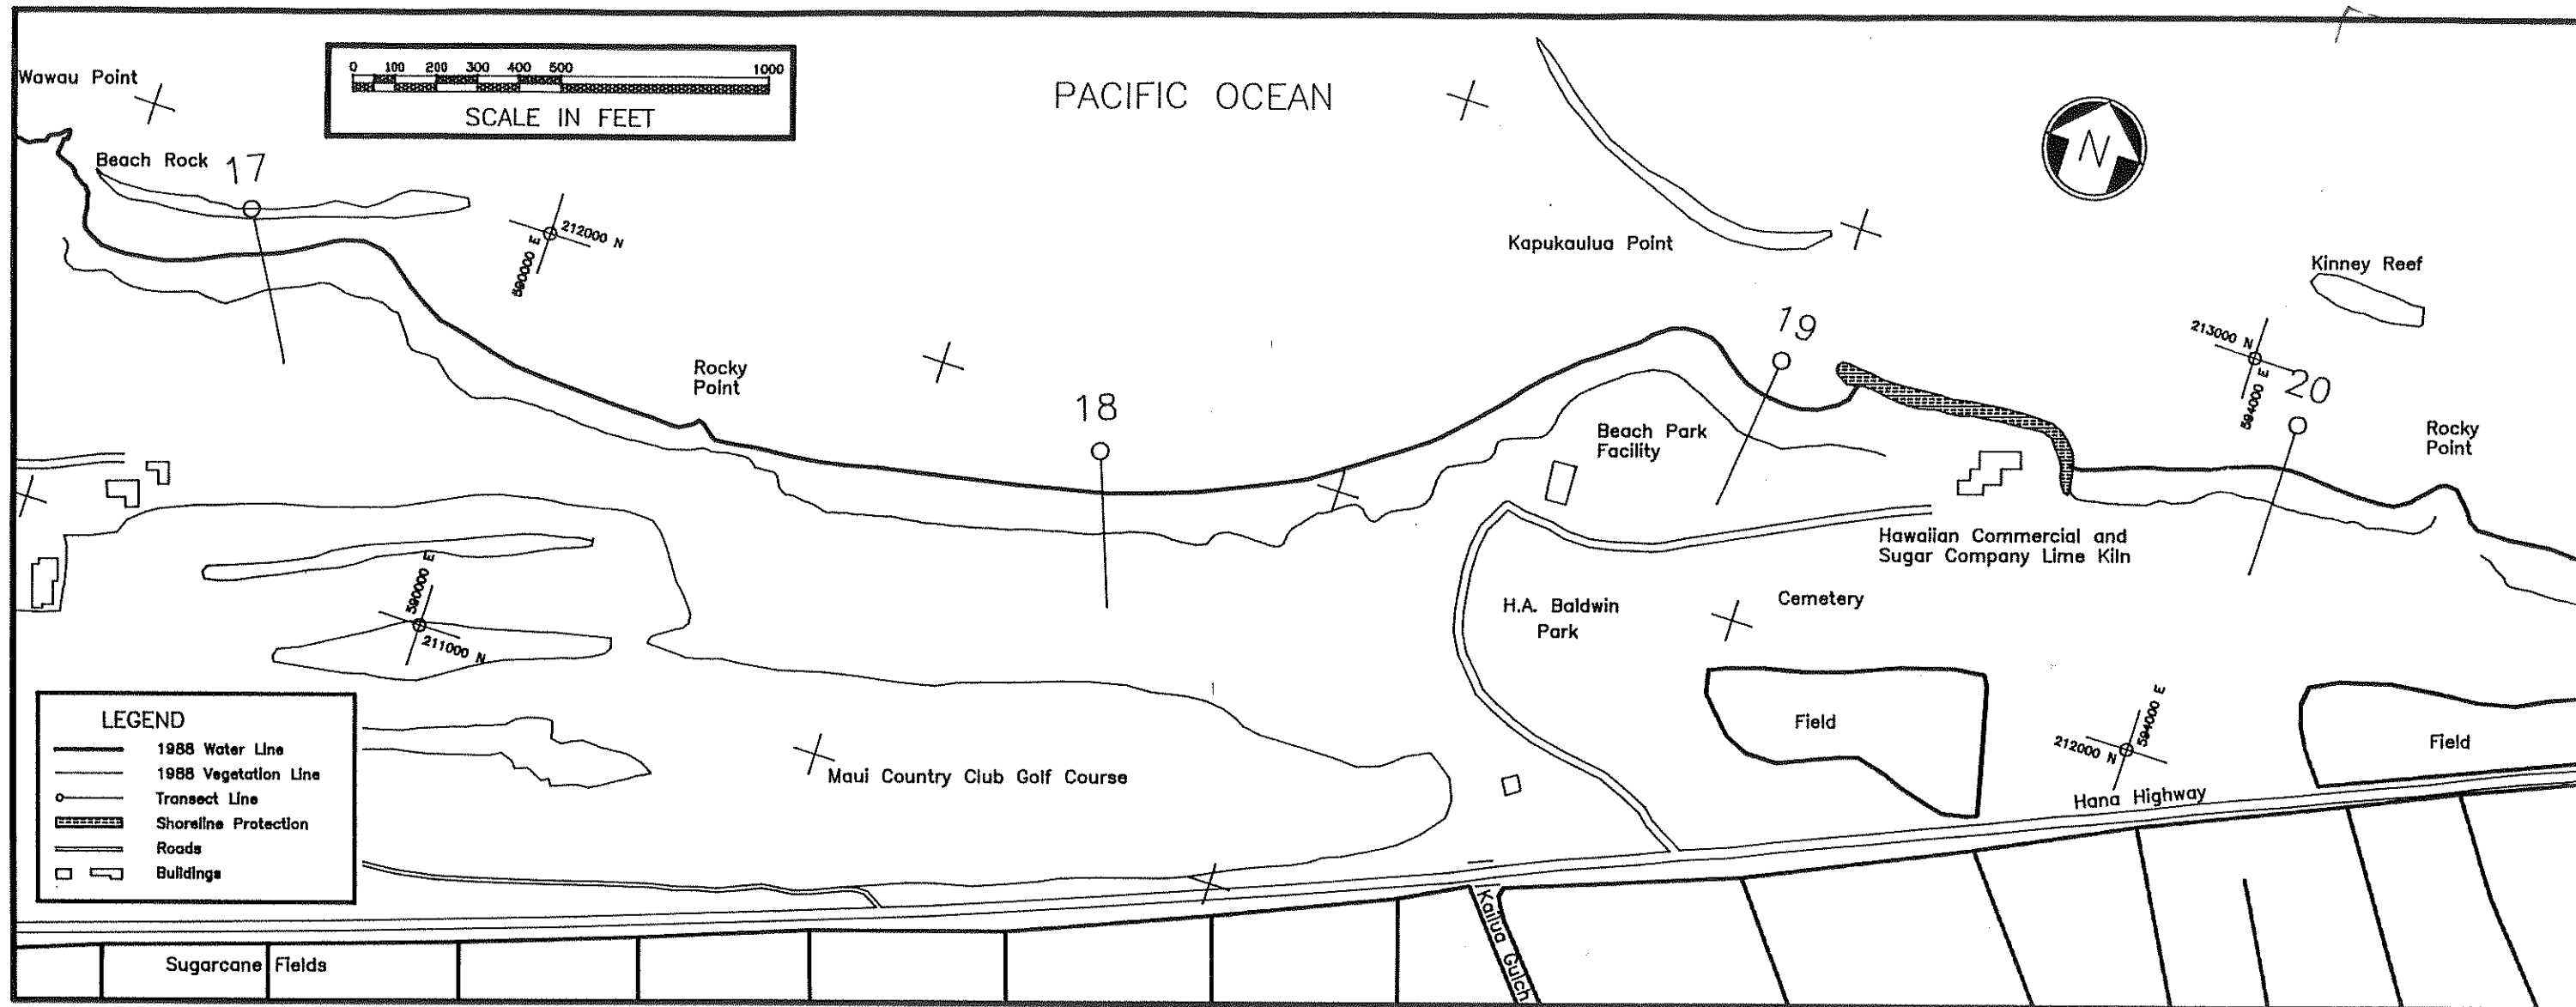 Wawau Point
0 100 200 300 400 500 1000
SCALE IN FEET
PACIFIC OCEAN
N
Beach Rock
17
590000 E
212000 N
Kapukaulua Point
Kinney Reef
213000 N
594000 E
Rocky
Point
18
19
20
Beach Park
Facility
Rocky
Point
Hawaiian Commercial and
Sugar Company Lime Kiln
590000 E
211000 N
H.A. Baldwin
Park
Cemetery
Field
212000 N
594000 E
Field
LEGEND
1988 Water Line
1988 Vegetation Line
Transect Line
Shoreline Protection
Roads
Buildings
Maui Country Club Golf Course
Hana Highway
Kailua Gulch
Sugarcane Fields